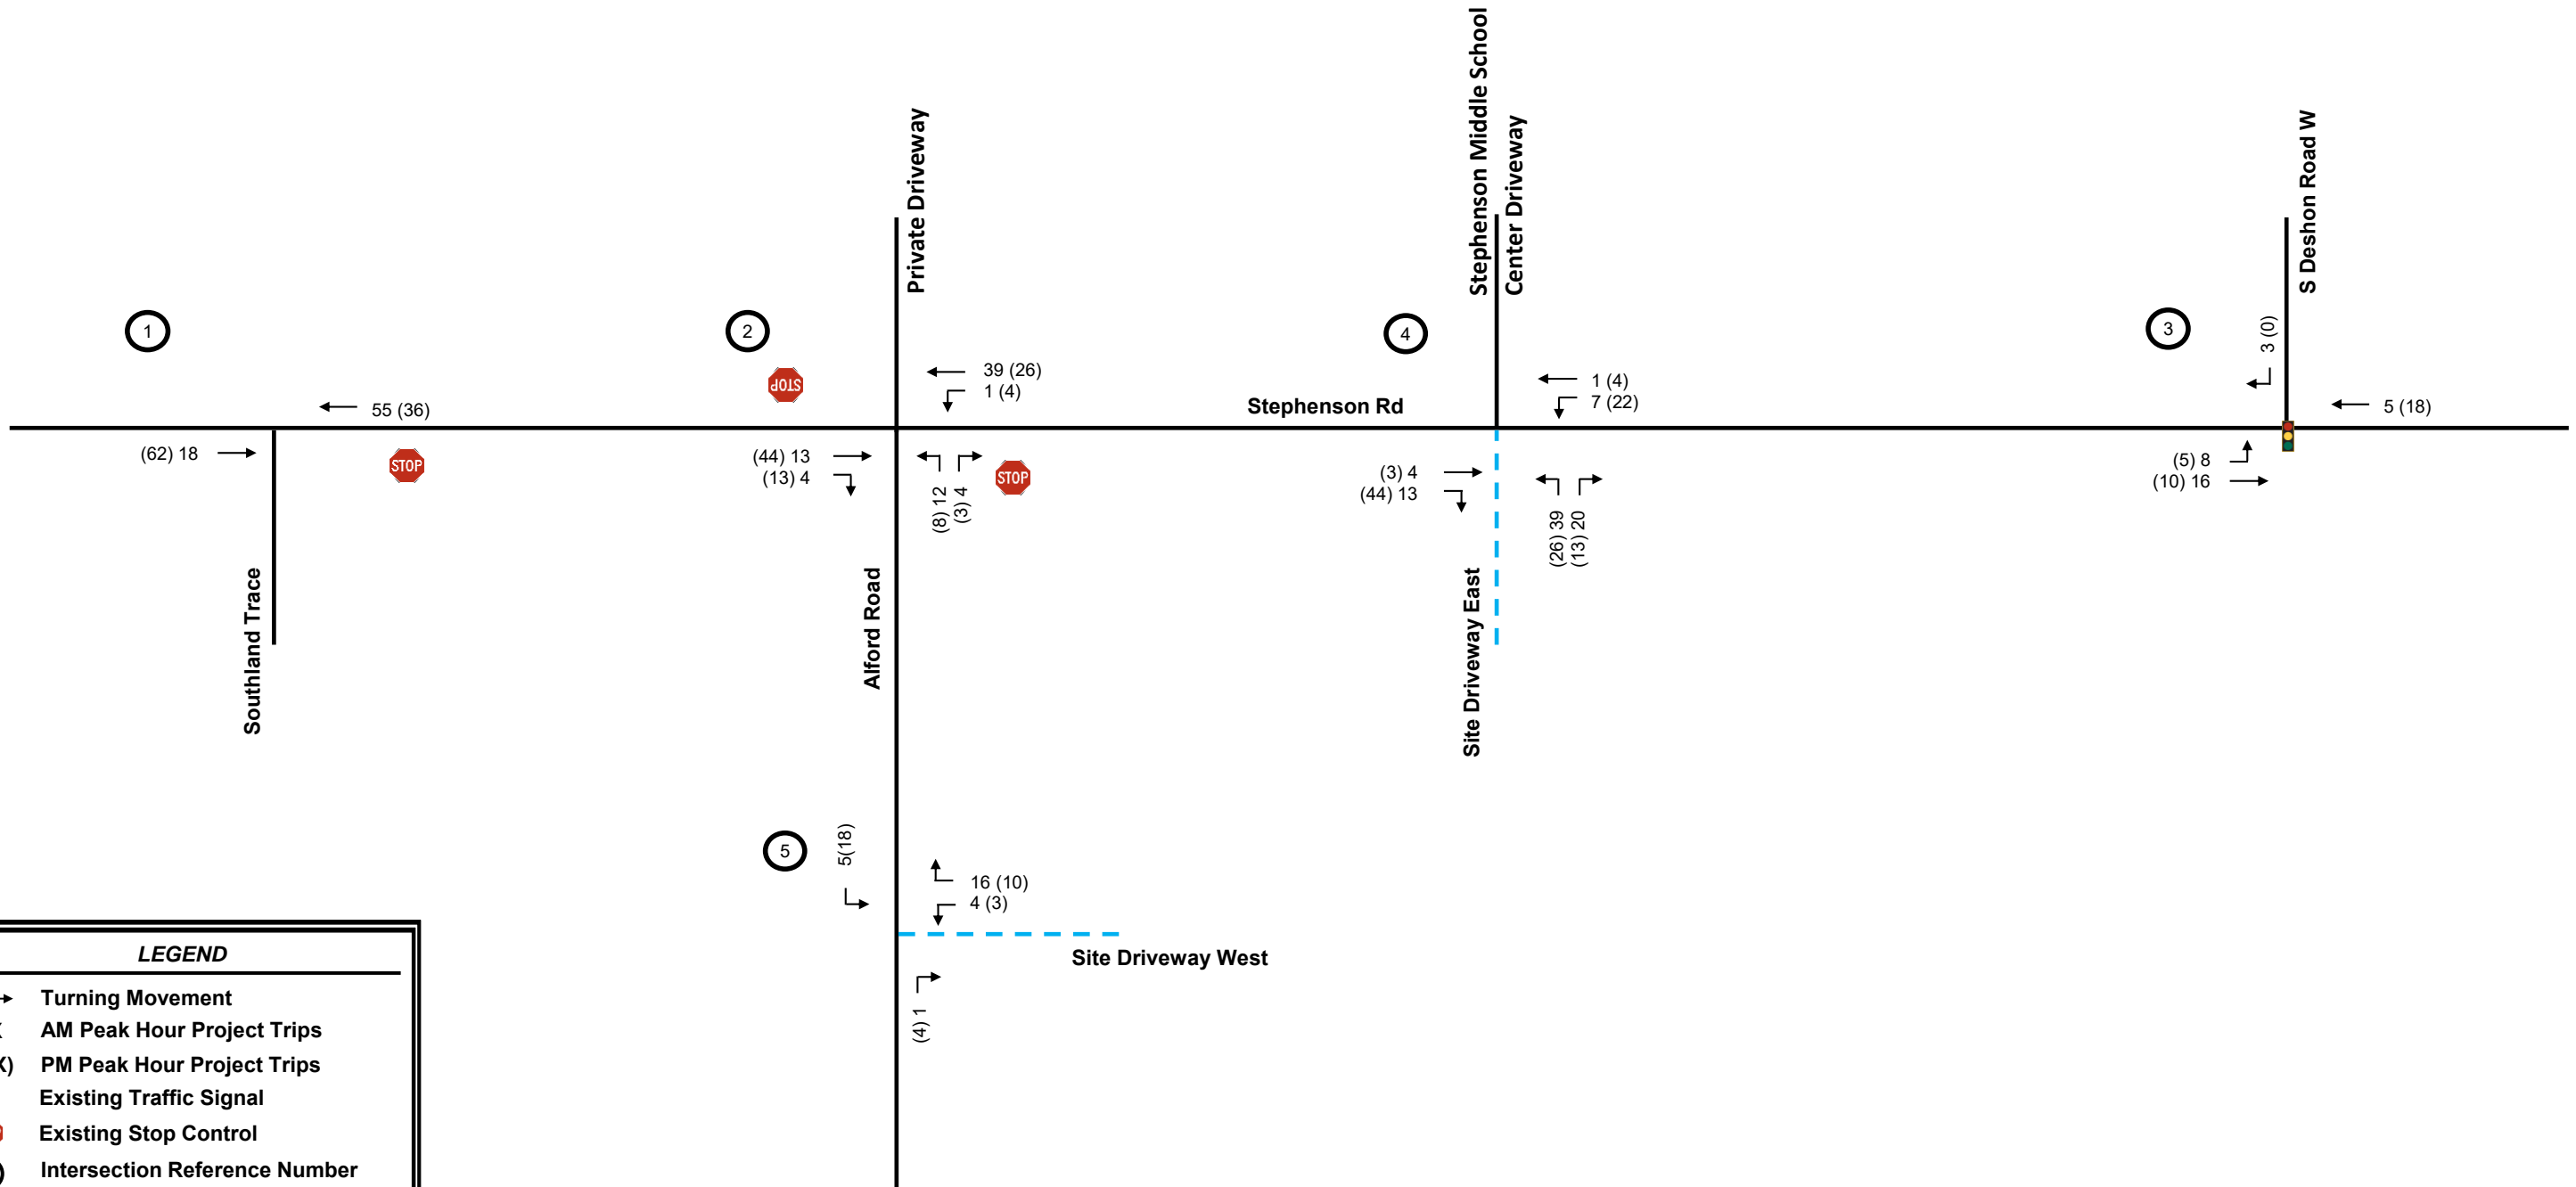 Stephenson Middle School
Center Driveway
Private Driveway
S Deshon Road W
1
2
4
3
3 (0)
STOP
39 (26)
1 (4)
1 (4)
7 (22)
55 (36)
Stephenson Rd
5 (18)
(62) 18
STOP
(44) 13
(13) 4
(8) 12
(3) 4
STOP
(3) 4
(44) 13
(26) 39
(13) 20
(5) 8
(10) 16
Southland Trace
Alford Road
Site Driveway East
5
5(18)
16 (10)
4 (3)
Site Driveway West
(4) 1
LEGEND
Turning Movement
AM Peak Hour Project Trips
X) PM Peak Hour Project Trips
Existing Traffic Signal
Existing Stop Control
Intersection Reference Number